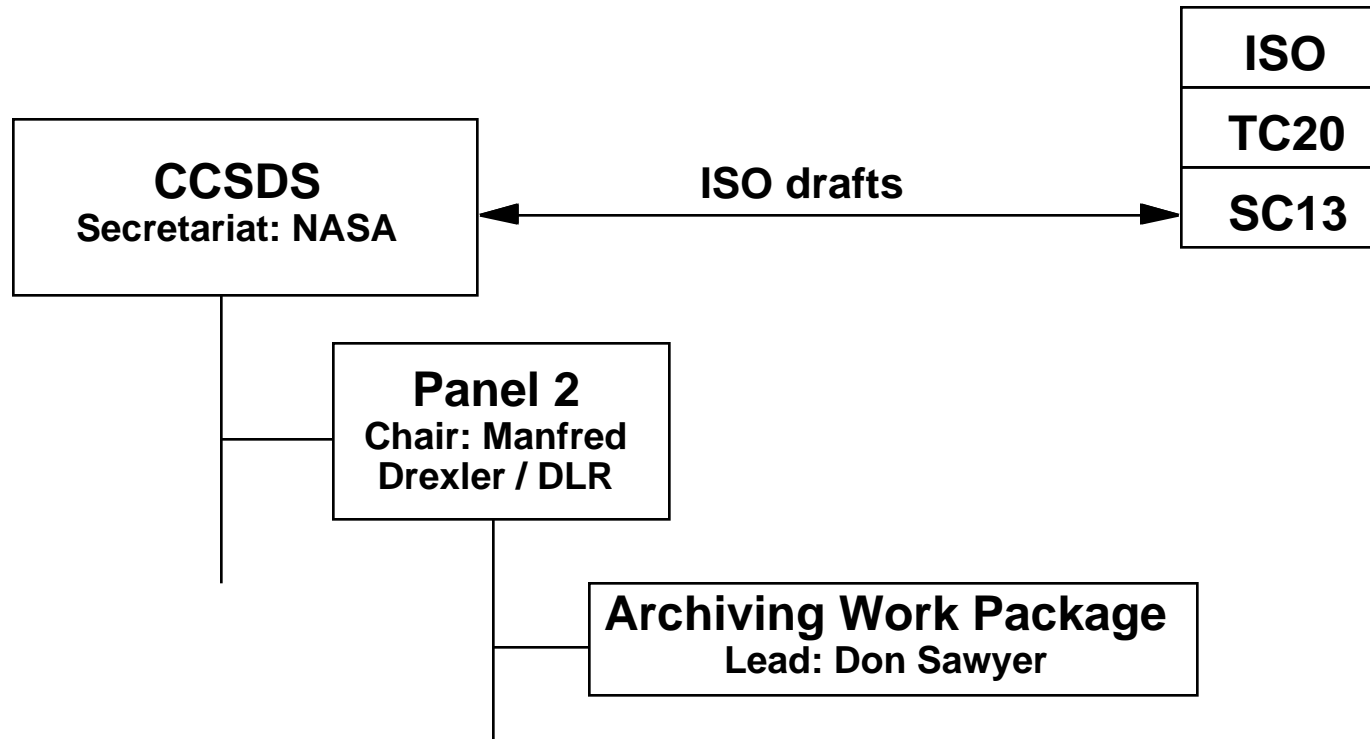 ISO
TC20
SC13
CCSDS
Secretariat: NASA
ISO drafts
Panel 2
Chair: Manfred
Drexler / DLR
Archiving Work Package
Lead: Don Sawyer